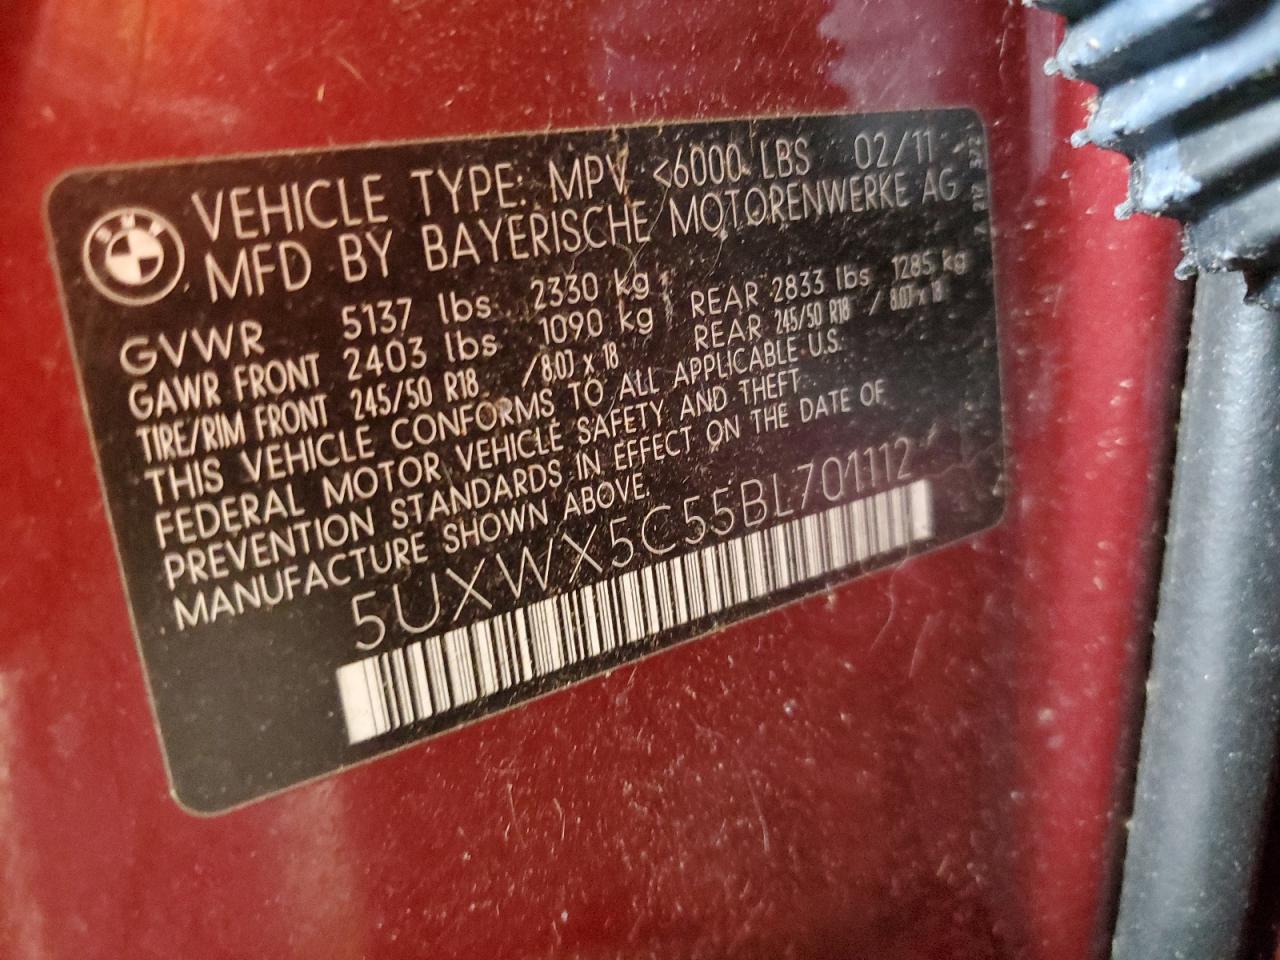 BMW
VEHICLE TYPE: MPV <6000 LBS 02/11
MFD BY BAYERISCHE MOTORENWERKE AG
GVWR 5137 lbs 2330 kg
GAWR FRONT 2403 lbs 1090 kg REAR 2833 lbs 1285 kg
TIRE/RIM FRONT 245/50 R18 /8.0J x 18 REAR 245/50 R18 / 8.0J x 18
THIS VEHICLE CONFORMS TO ALL APPLICABLE U.S.
FEDERAL MOTOR VEHICLE SAFETY AND THEFT
PREVENTION STANDARDS IN EFFECT ON THE DATE OF
MANUFACTURE SHOWN ABOVE.
5UXWX5C55BL701112